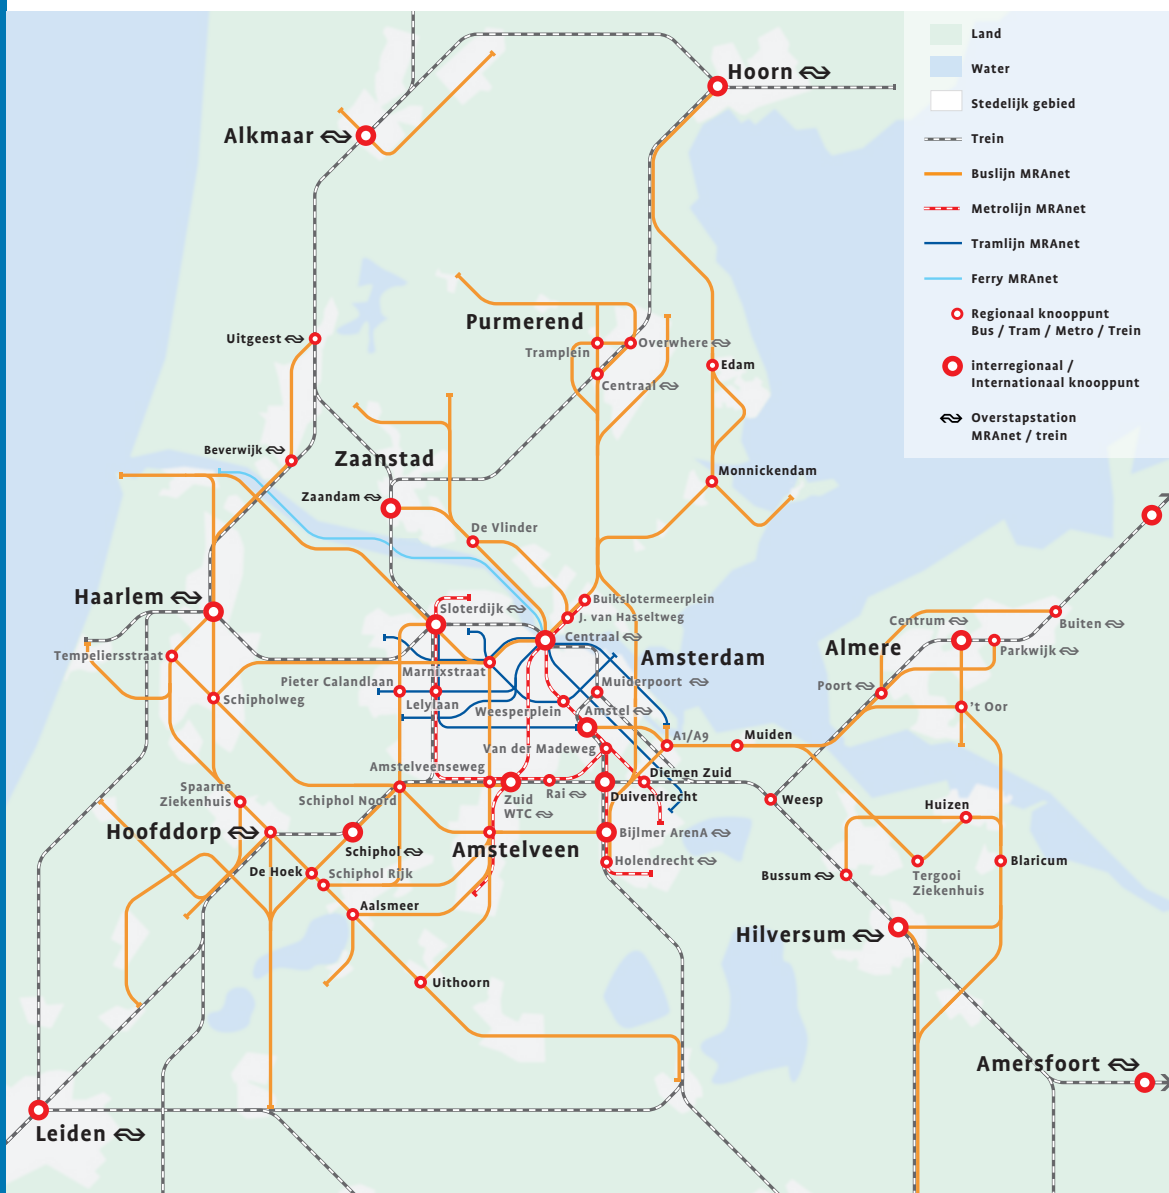 Land
Water
Stedelijk gebied
Trein
Buslijn MRAnet
Metrolijn MRAnet
Tramlijn MRAnet
Ferry MRAnet
Regionaal knooppunt
Bus / Tram / Metro / Trein
interregionaal /
Internationaal knooppunt
Overstapstation
MRAnet / trein
Hoorn
Alkmaar
Purmerend
Uitgeest
Tramplein
Overwhere
Edam
Centraal
Beverwijk
Zaanstad
Zaandam
Monnickendam
De Vlinder
Haarlem
Sloterdijk
Buikslotermeerplein
J. van Hasseltweg
Centraal
Centrum
Buiten
Tempeliersstraat
Marnixstraat
Amsterdam
Almere
Parkwijk
Pieter Calandlaan
Muiderpoort
Poort
Schipholweg
Lelylaan
Weesperplein
Amstel
't Oor
A1/A9
Muiden
Van der Madeweg
Amstelveenseweg
Diemen Zuid
Spaarne
Ziekenhuis
Schiphol Noord
Zuid
WTC
Rai
Duivendrecht
Weesp
Huizen
Hoofddorp
Schiphol
Amstelveen
Bijlmer ArenA
Holendrecht
De Hoek
Schiphol Rijk
Bussum
Tergooi
Ziekenhuis
Blaricum
Aalsmeer
Hilversum
Uithoorn
Amersfoort
Leiden